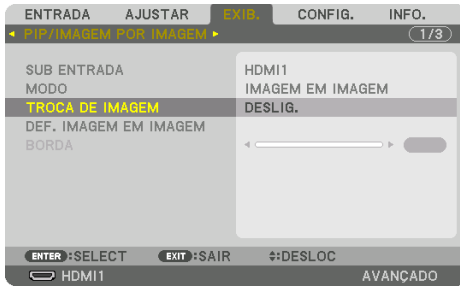 ENTRADA AJUSTAR EXIB. CONFIG. INFO.
PIP/IMAGEM POR IMAGEM 1/3
SUB ENTRADA HDMI1
MODO IMAGEM EM IMAGEM
TROCA DE IMAGEM DESLIG.
DEF. IMAGEM EM IMAGEM
BORDA
ENTER:SELECT EXIT:SAIR :DESLOC
HDMI1 AVANÇADO